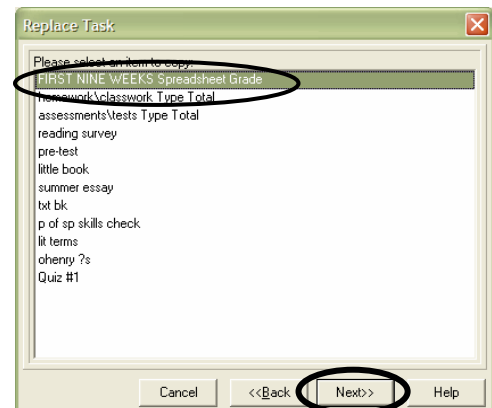 Replace Task
Please select an item to copy:
FIRST NINE WEEKS Spreadsheet Grade
homework\classwork Type Total
assessments\tests Type Total
reading survey
pre-test
little book
summer essay
txt bk
p of sp skills check
lit terms
ohenry ?s
Quiz #1
Cancel <<Back Next>> Help